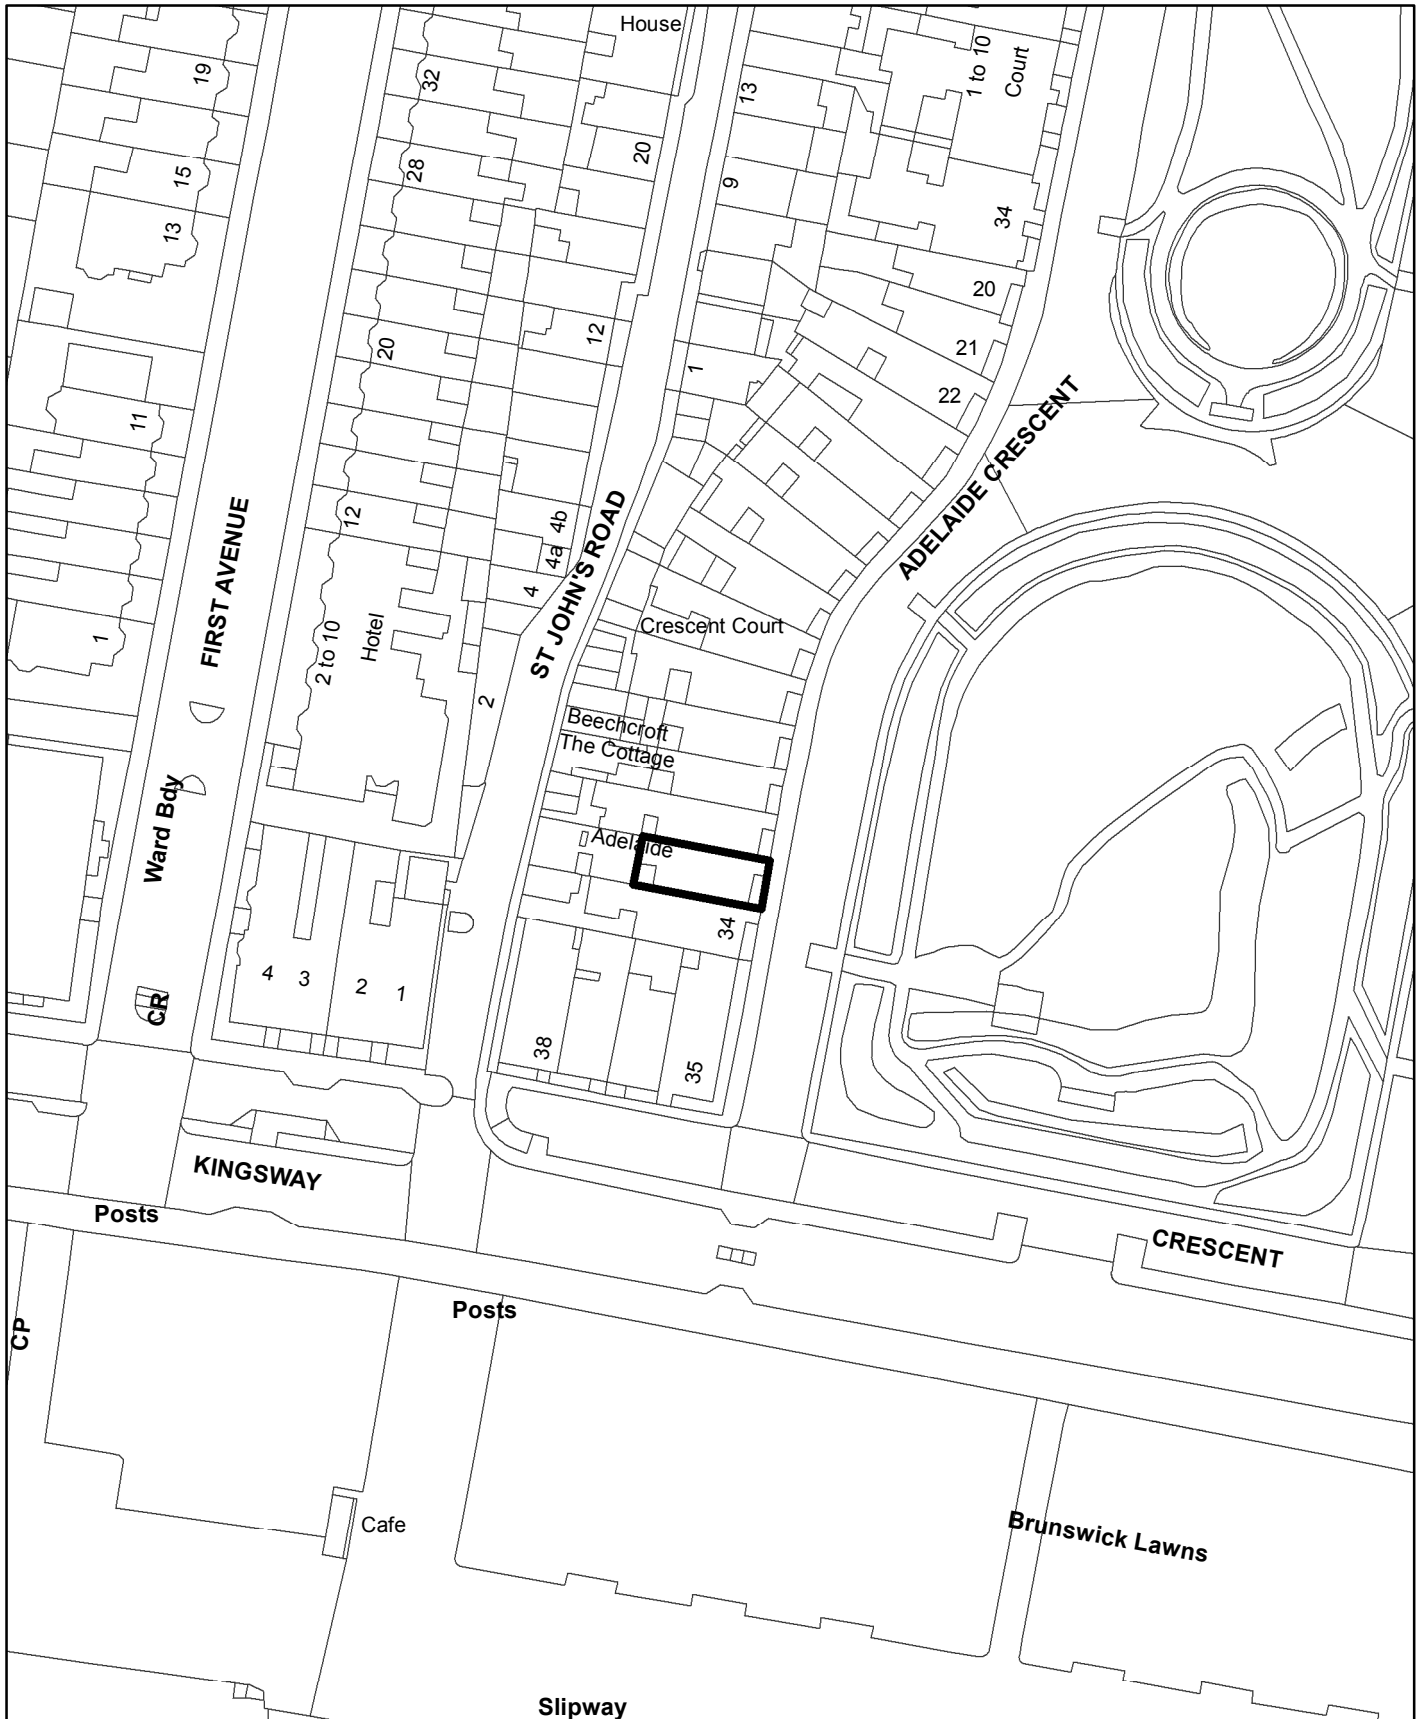 House
19
32
1 to 10
Court
13
20
28
15
9
34
13
20
12
21
20
1
22
11
ADELAIDE CRESCENT
12
4b
4a
4
FIRST AVENUE
ST JOHN'S ROAD
Crescent Court
1
2 to 10
Hotel
2
Beechcroft
The Cottage
Ward Bdy
Adelaide
34
4
3
2
1
CR
38
35
KINGSWAY
Posts
CRESCENT
Posts
CP
Cafe
Brunswick Lawns
Slipway